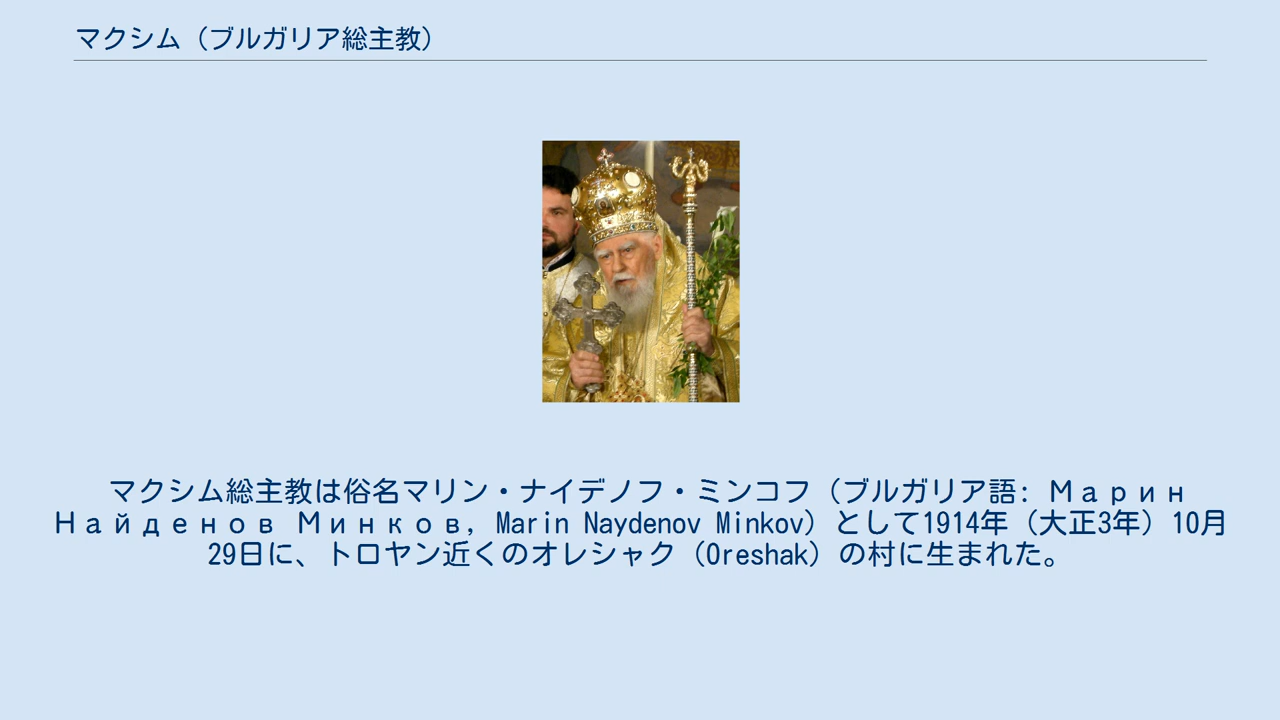 マクシム（ブルガリア総主教）
マクシム総主教は俗名マリン・ナイデノフ・ミンコフ（ブルガリア語: Марин
Найденов Минков, Marin Naydenov Minkov）として1914年（大正3年）10月
29日に、トロヤン近くのオレシャク（Oreshak）の村に生まれた。